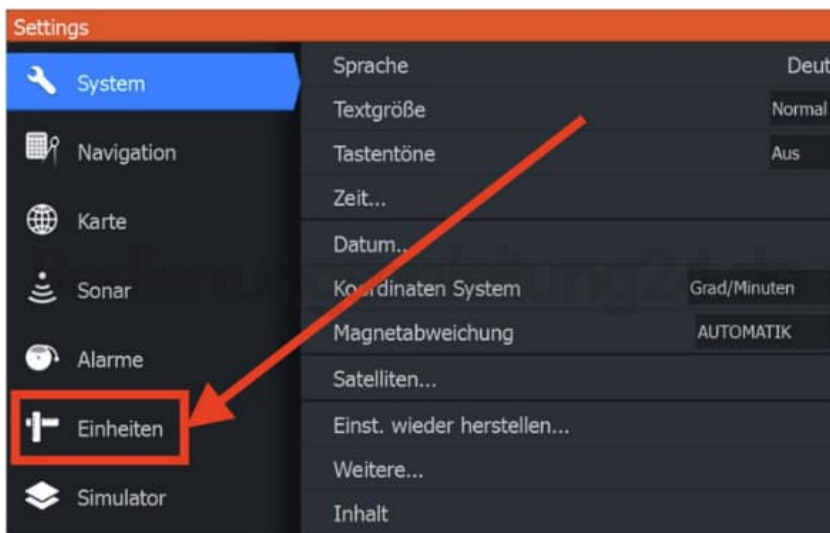 Settings
System
Navigation
Karte
Sonar
Alarme
Einheiten
Simulator
Sprache Deut
Textgröße Normal
Tastentöne Aus
Zeit...
Datum...
Koordinaten System Grad/Minuten
Magnetabweichung AUTOMATIK
Satelliten...
Einst. wieder herstellen...
Weitere...
Inhalt